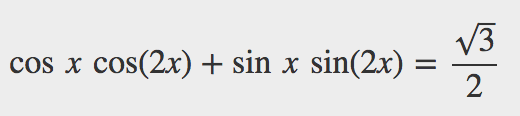 cos x cos(2x) + sin x sin(2x) = √3/2